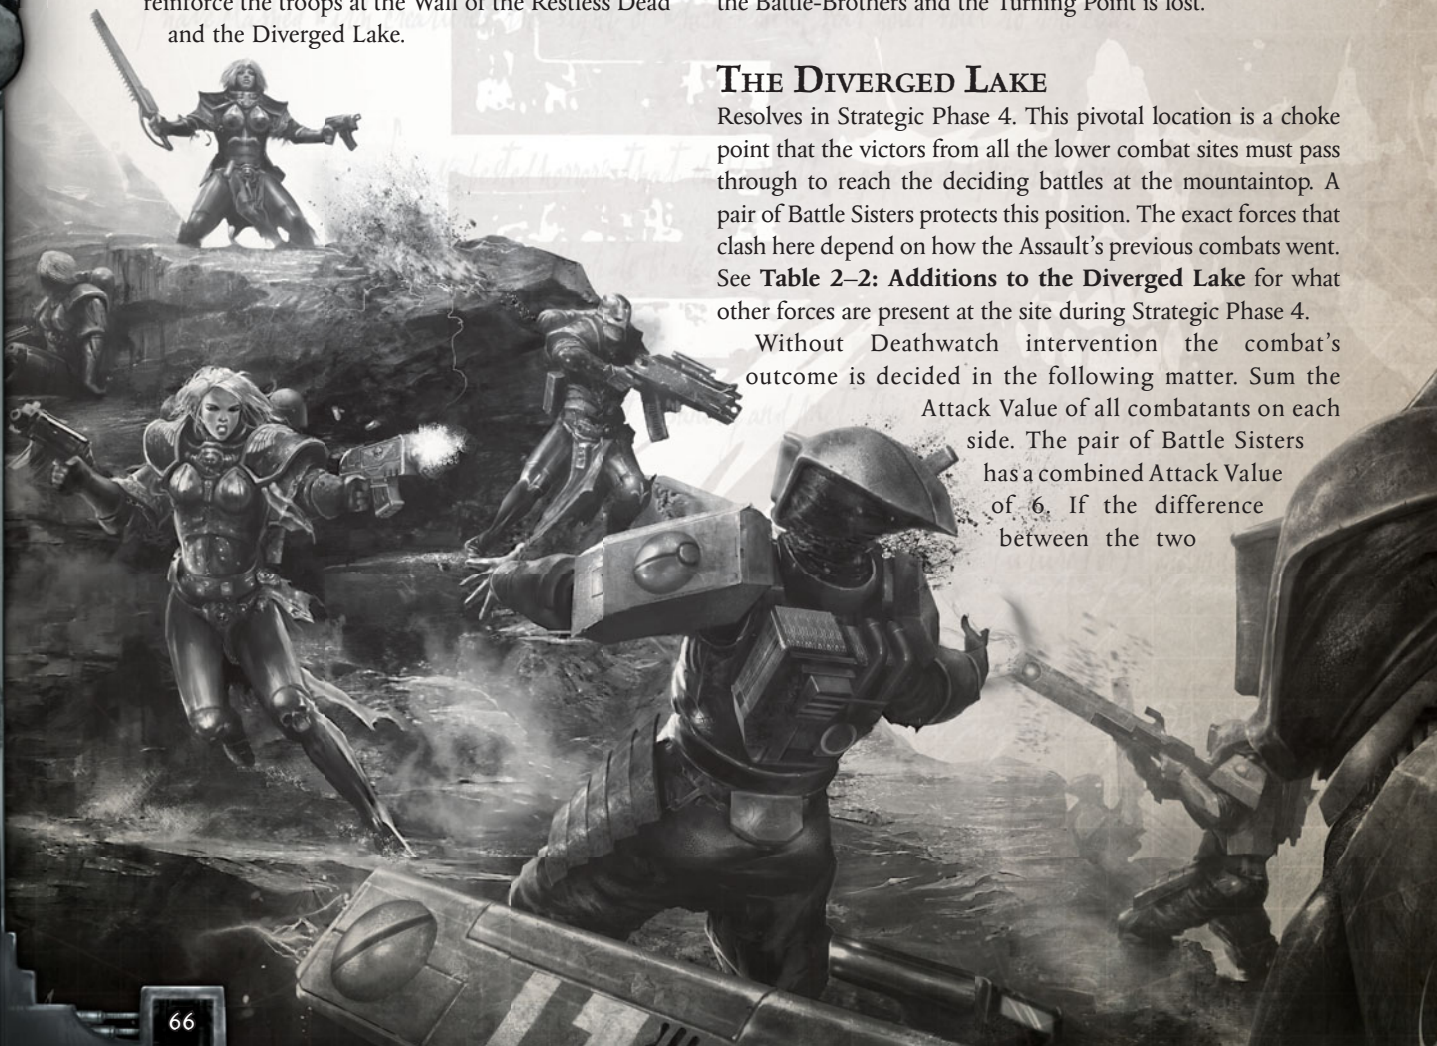 reinforce the troops at the Wall of the Restless Dead
and the Diverged Lake.
the Battle-Brothers and the Turning Point is lost.
The Diverged Lake
Resolves in Strategic Phase 4. This pivotal location is a choke
point that the victors from all the lower combat sites must pass
through to reach the deciding battles at the mountaintop. A
pair of Battle Sisters protects this position. The exact forces that
clash here depend on how the Assault's previous combats went.
See Table 2–2: Additions to the Diverged Lake for what
other forces are present at the site during Strategic Phase 4.
Without Deathwatch intervention the combat's
outcome is decided in the following matter. Sum the
Attack Value of all combatants on each
side. The pair of Battle Sisters
has a combined Attack Value
of 6. If the difference
between the two
66